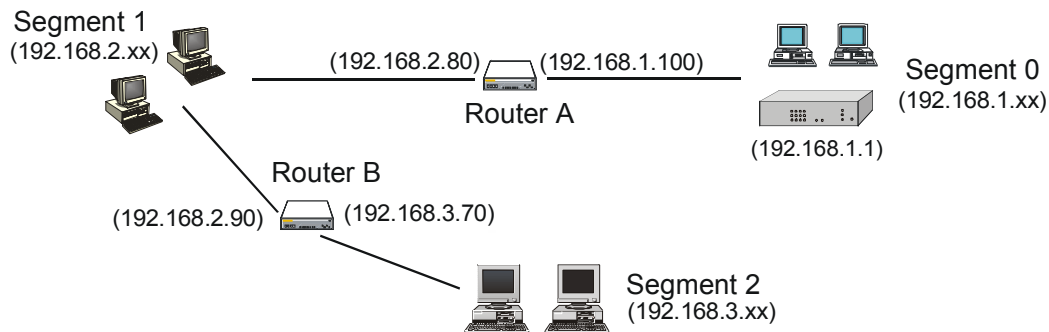 Segment 1
(192.168.2.xx)
(192.168.2.80)
(192.168.1.100)
Router A
Segment 0
(192.168.1.xx)
(192.168.1.1)
Router B
(192.168.2.90)
(192.168.3.70)
Segment 2
(192.168.3.xx)